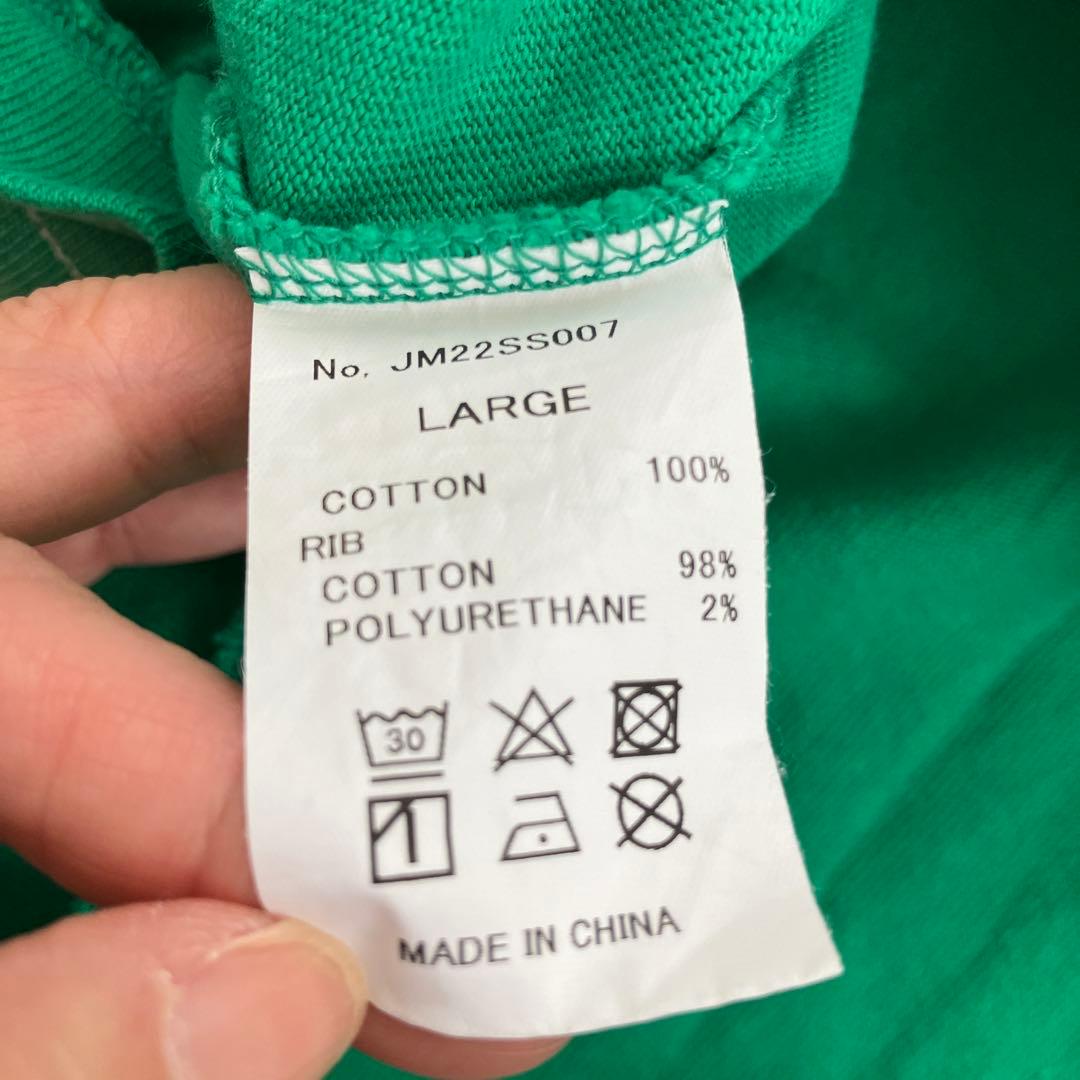 No. JM22SS007
LARGE
COTTON 100%
RIB
COTTON 98%
POLYURETHANE 2%
30
MADE IN CHINA